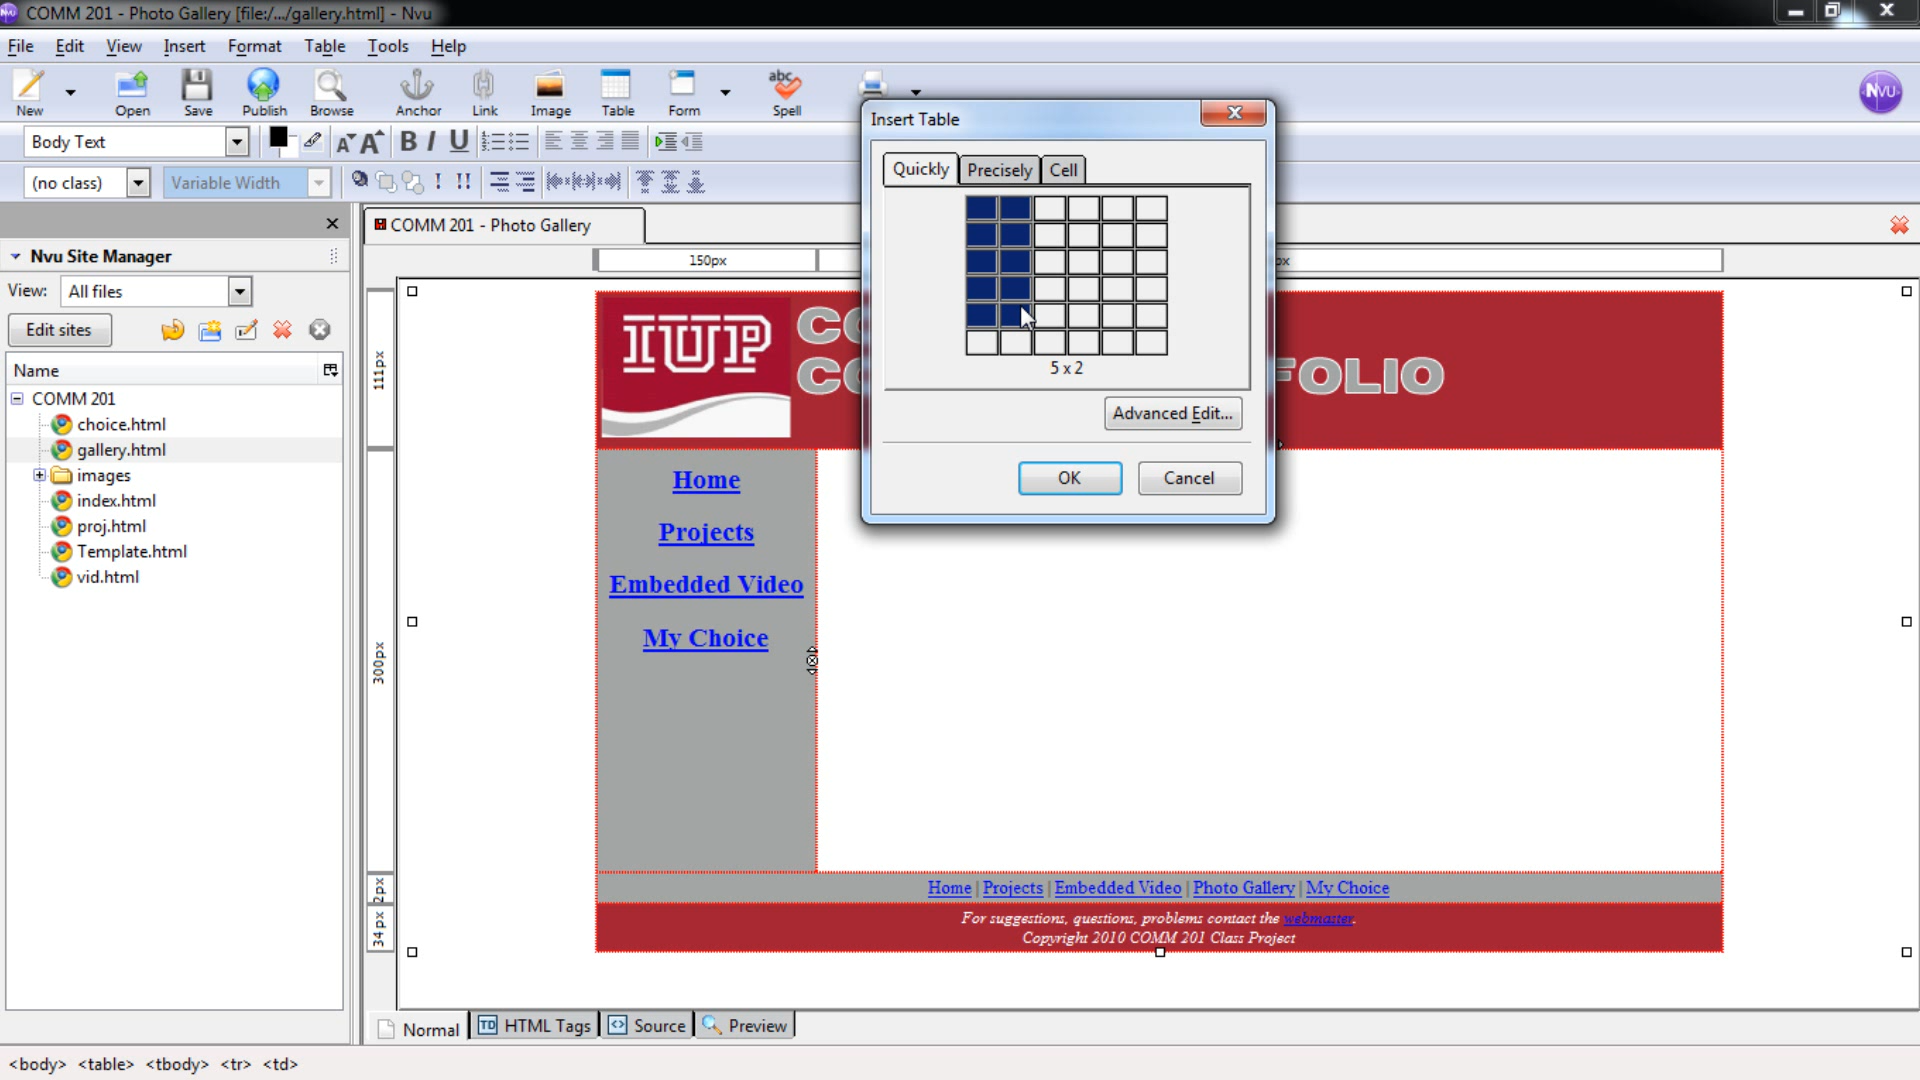 COMM 201 - Photo Gallery [file:/.../gallery.html] - Nvu
File Edit View Insert Format Table Tools Help
New Open Save Publish Browse Anchor Link Image Table Form Spell
NVU
Body Text
B I U
(no class) Variable Width
Insert Table
Quickly Precisely Cell
5 x 2
Advanced Edit...
OK Cancel
Nvu Site Manager
View: All files
Edit sites
Name
COMM 201
choice.html
gallery.html
images
index.html
proj.html
Template.html
vid.html
COMM 201 - Photo Gallery
150px
111px
300px
34px
IUP
FOLIO
Home
Projects
Embedded Video
My Choice
Home | Projects | Embedded Video | Photo Gallery | My Choice
For suggestions, questions, problems contact the webmaster.
Copyright 2010 COMM 201 Class Project
Normal HTML Tags Source Preview
<body> <table> <tbody> <tr> <td>